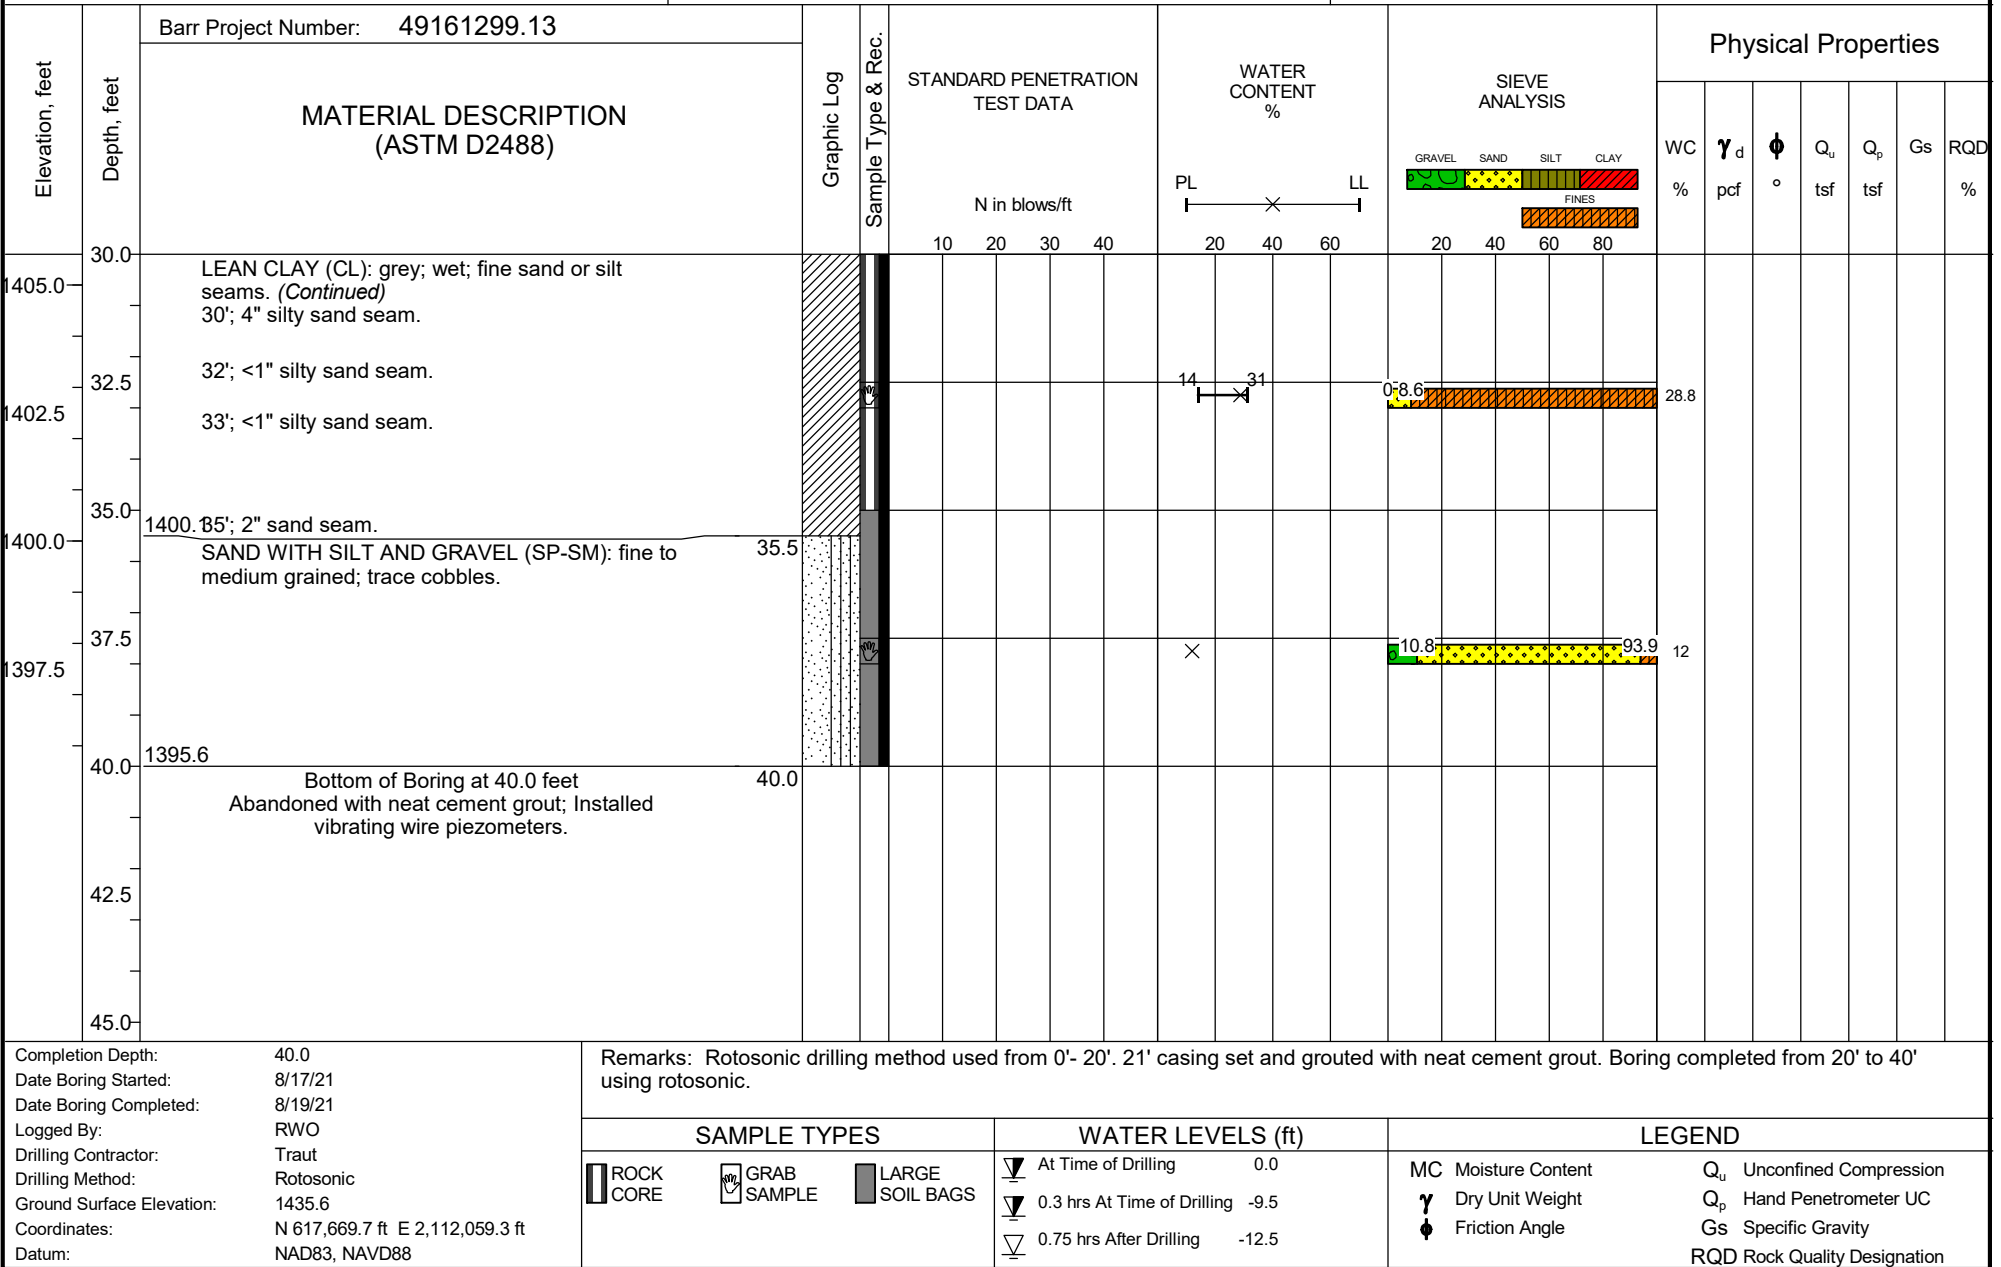 Barr Project Number: 49161299.13
Elevation, feet
Depth, feet
MATERIAL DESCRIPTION
(ASTM D2488)
Graphic Log
Sample Type & Rec.
STANDARD PENETRATION
TEST DATA
N in blows/ft
10 20 30 40
WATER
CONTENT
%
PL LL
20 40 60
SIEVE
ANALYSIS
GRAVEL SAND SILT CLAY
FINES
20 40 60 80
Physical Properties
WC γd ϕ Qu Qp Gs RQD
% pcf ° tsf tsf %
30.0
LEAN CLAY (CL): grey; wet; fine sand or silt
1405.0
seams. (Continued)
30'; 4" silty sand seam.
32'; <1" silty sand seam.
32.5
14 31
0 8.6
28.8
1402.5
33'; <1" silty sand seam.
35.0
1400.1
35'; 2" sand seam.
1400.0
35.5
SAND WITH SILT AND GRAVEL (SP-SM): fine to
medium grained; trace cobbles.
37.5
10.8 93.9
12
1397.5
1395.6
40.0
Bottom of Boring at 40.0 feet
40.0
Abandoned with neat cement grout; Installed
vibrating wire piezometers.
42.5
45.0
Completion Depth: 40.0
Date Boring Started: 8/17/21
Date Boring Completed: 8/19/21
Logged By: RWO
Drilling Contractor: Traut
Drilling Method: Rotosonic
Ground Surface Elevation: 1435.6
Coordinates: N 617,669.7 ft E 2,112,059.3 ft
Datum: NAD83, NAVD88
Remarks: Rotosonic drilling method used from 0'- 20'. 21' casing set and grouted with neat cement grout. Boring completed from 20' to 40'
using rotosonic.
SAMPLE TYPES
ROCK
CORE
GRAB
SAMPLE
LARGE
SOIL BAGS
WATER LEVELS (ft)
At Time of Drilling 0.0
0.3 hrs At Time of Drilling -9.5
0.75 hrs After Drilling -12.5
LEGEND
MC Moisture Content
γ Dry Unit Weight
ϕ Friction Angle
Qu Unconfined Compression
Qp Hand Penetrometer UC
Gs Specific Gravity
RQD Rock Quality Designation